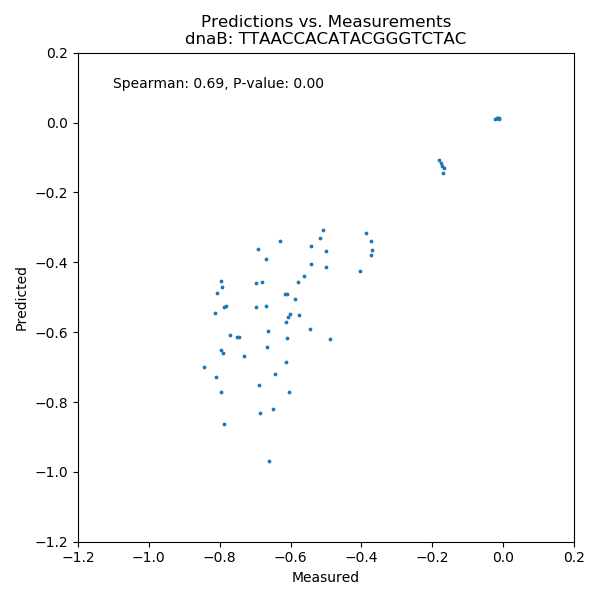 Predictions vs. Measurements
dnaB: TTAACCACATACGGGTCTAC
Spearman: 0.69, P-value: 0.00
0.2
0.0
−0.2
−0.4
−0.6
−0.8
−1.0
−1.2
Predicted
−1.2 −1.0 −0.8 −0.6 −0.4 −0.2 0.0 0.2
Measured